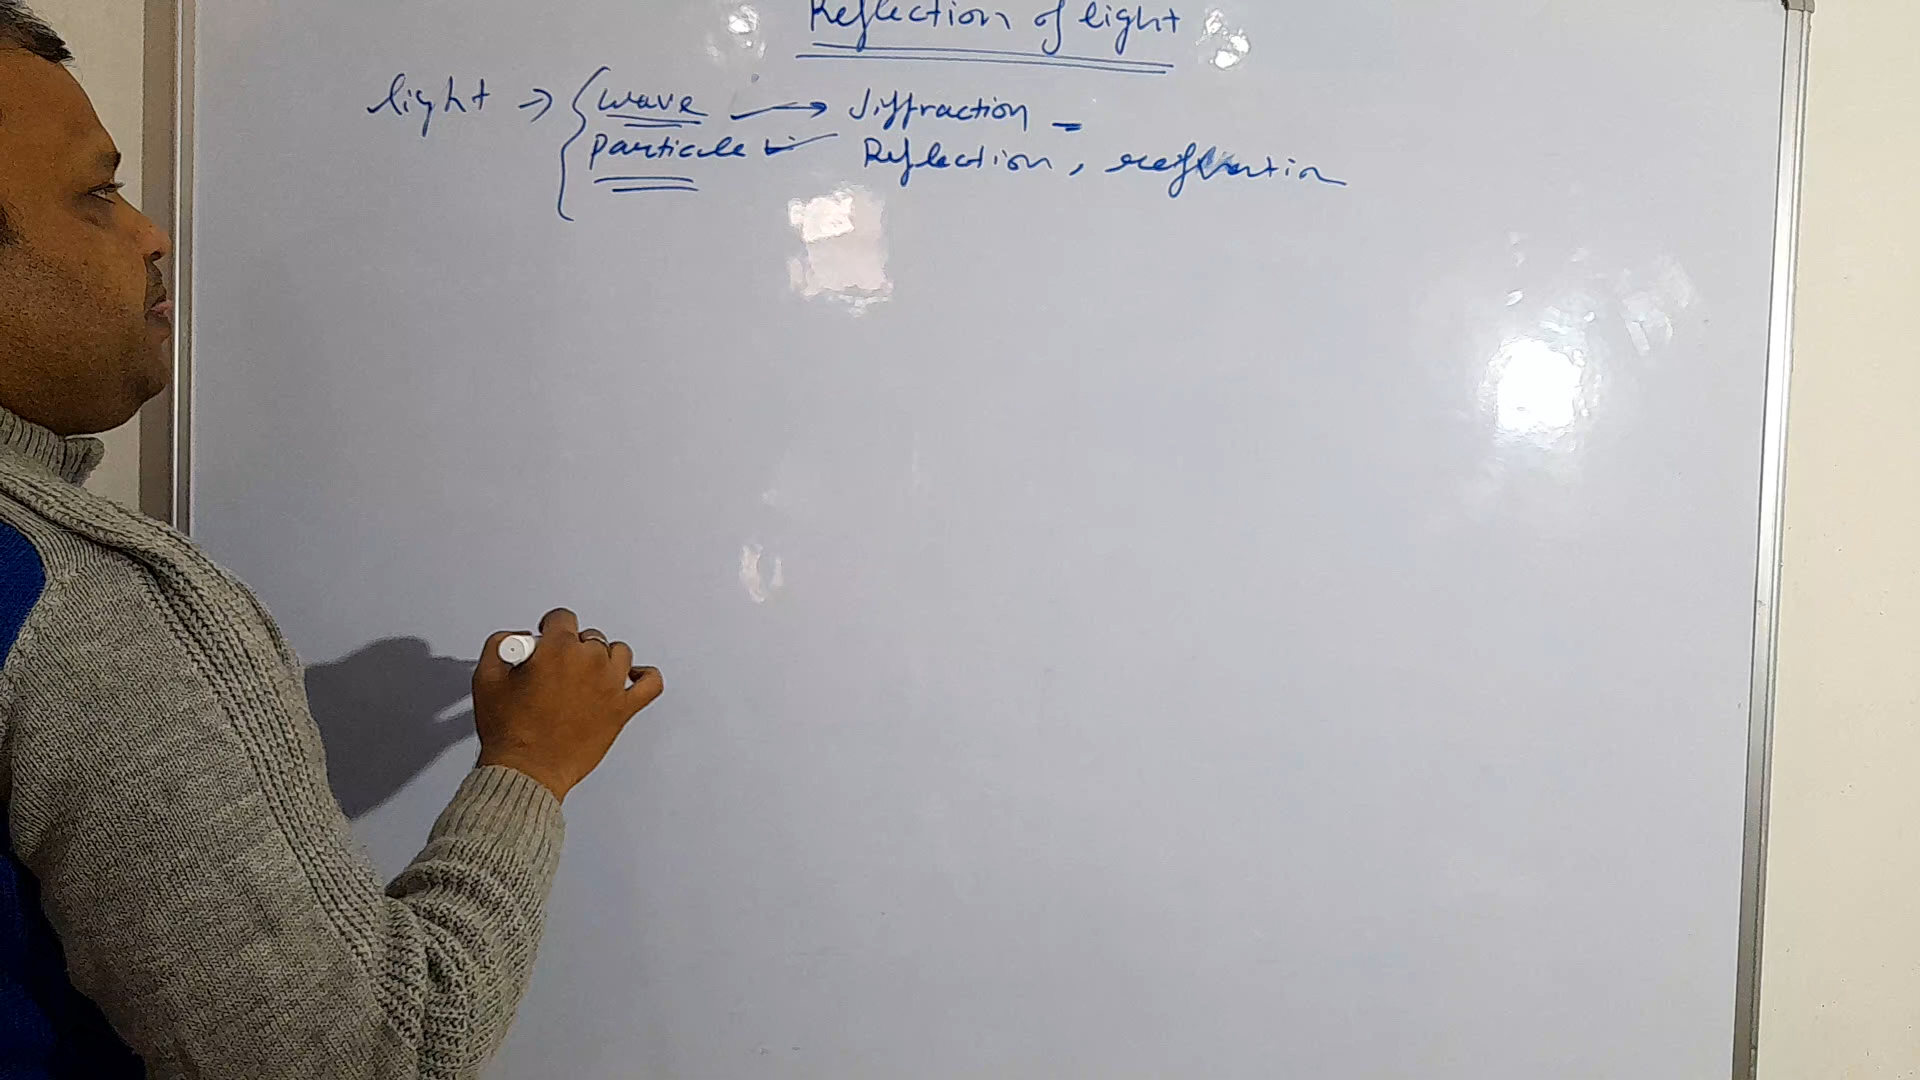 Reflection of light
light → { wave → diffraction -
particle ✓ Reflection, refraction